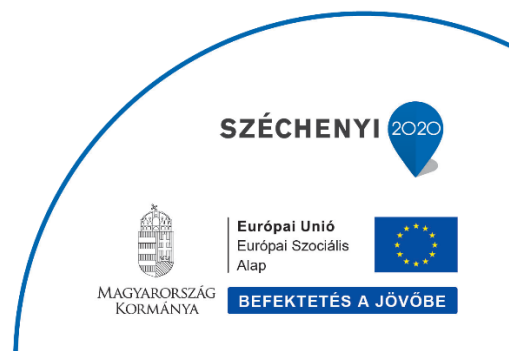 SZÉCHENYI 2020
Európai Unió
Európai Szociális
Alap
MAGYARORSZÁG
KORMÁNYA
BEFEKTETÉS A JÖVŐBE